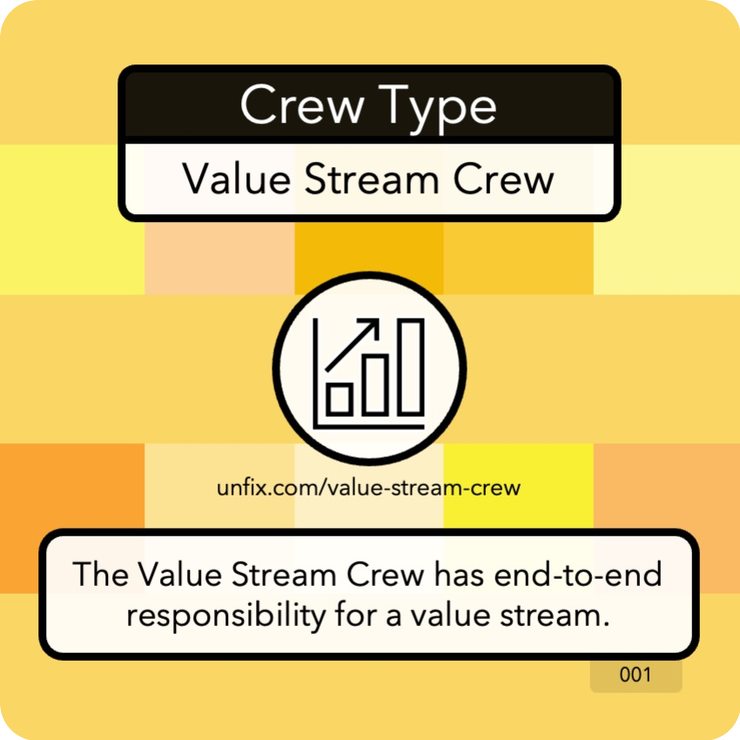 Crew Type
Value Stream Crew
unfix.com/value-stream-crew
The Value Stream Crew has end-to-end
responsibility for a value stream.
001